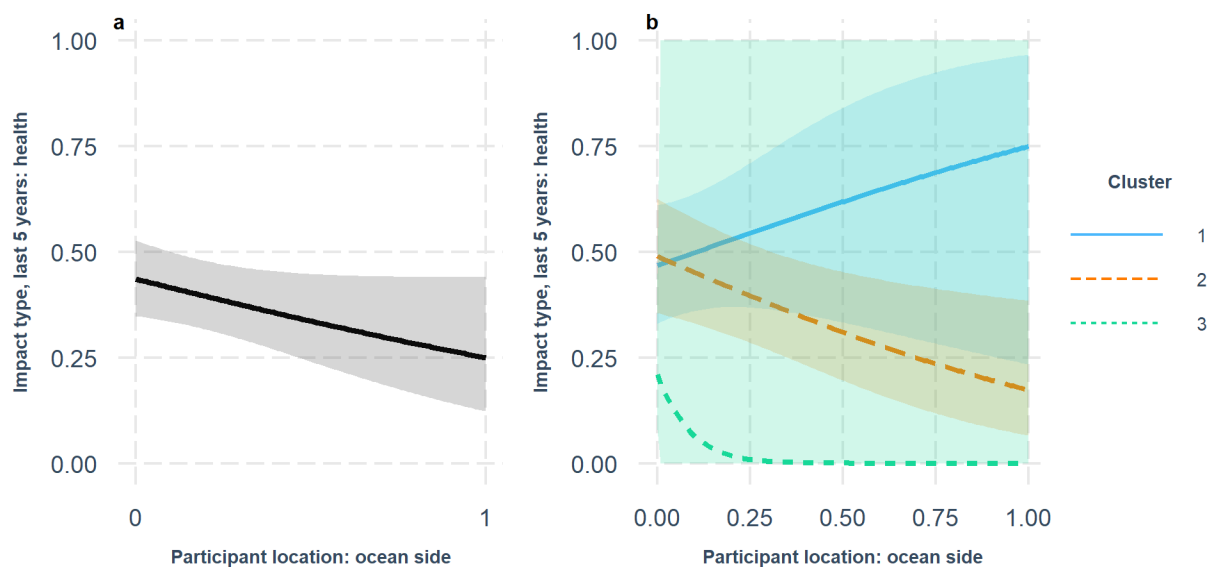 a
1.00
0.75
0.50
0.25
0.00
Impact type, last 5 years: health
0
1
Participant location: ocean side
b
1.00
0.75
0.50
0.25
0.00
Impact type, last 5 years: health
0.00
0.25
0.50
0.75
1.00
Participant location: ocean side
Cluster
1
2
3